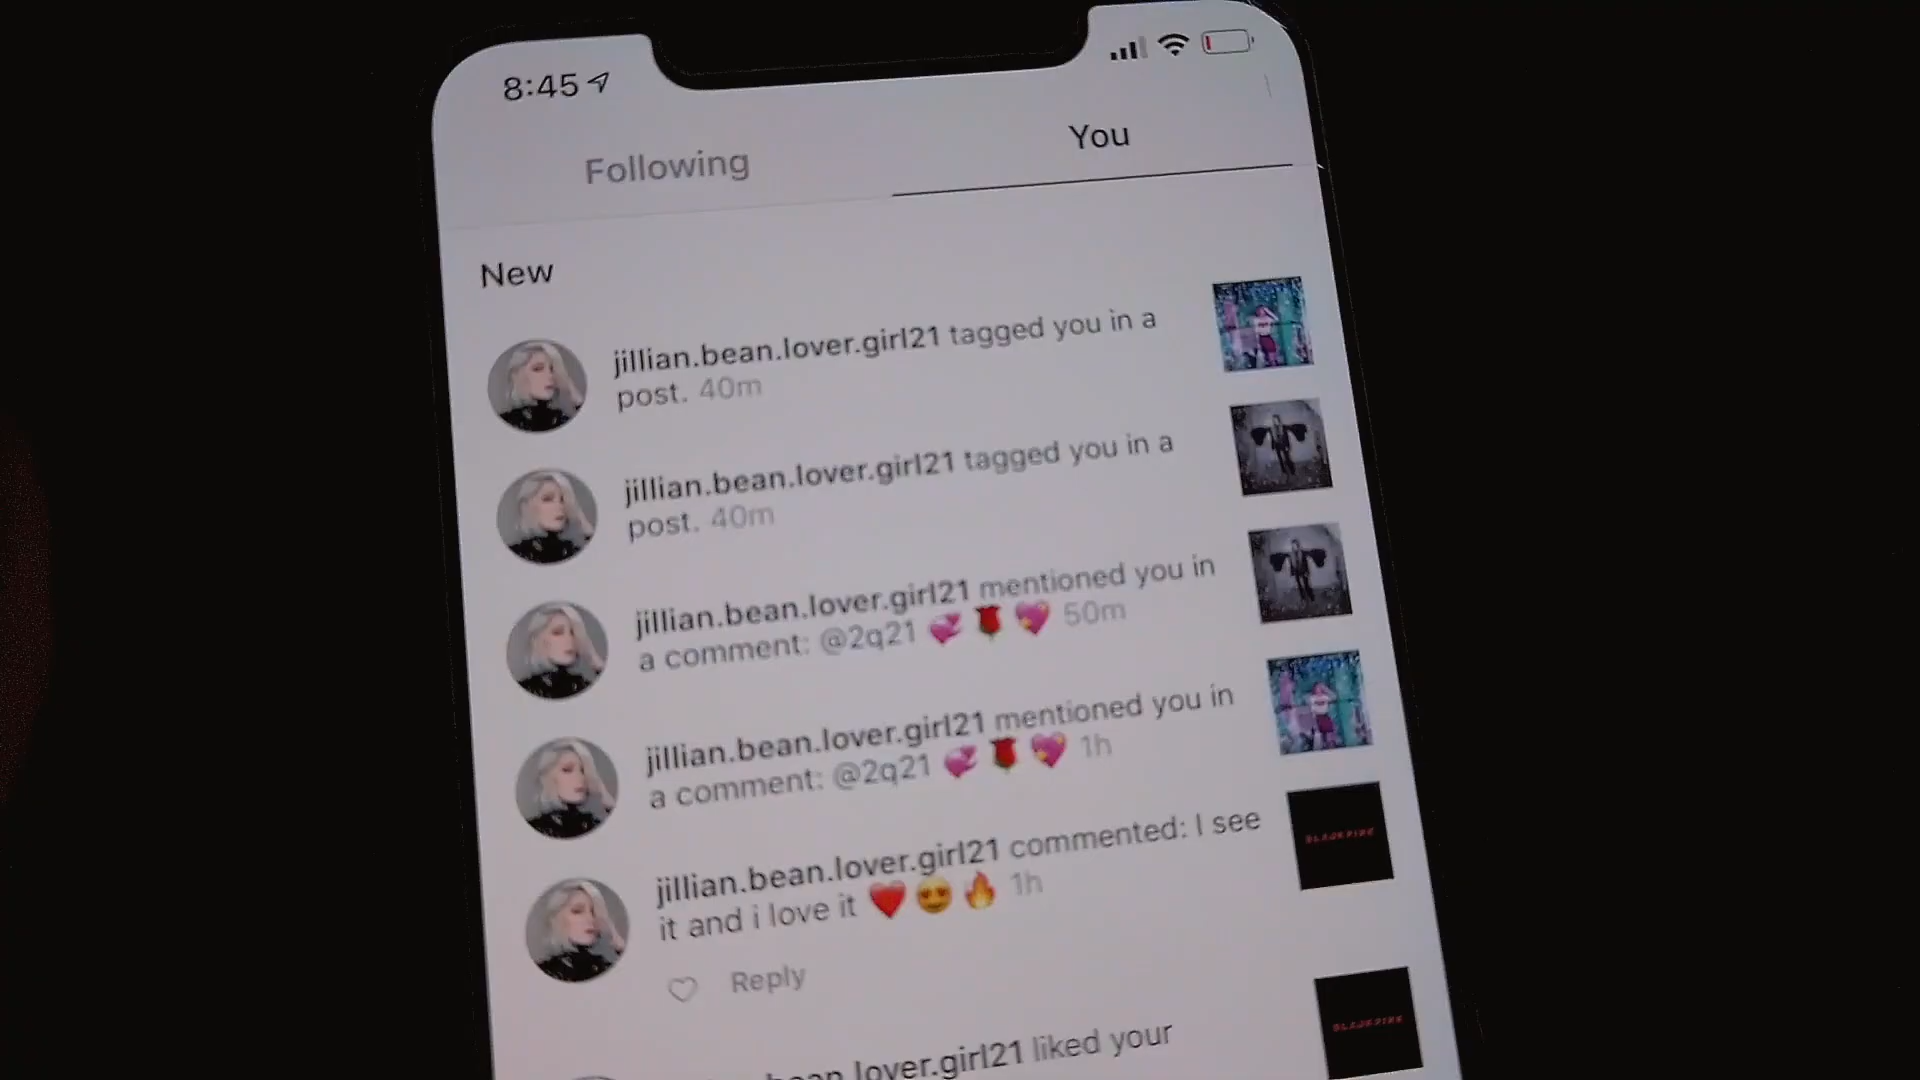 8:45
Following
You
New
jillian.bean.lover.girl21 tagged you in a
post. 40m
jillian.bean.lover.girl21 tagged you in a
post. 40m
jillian.bean.lover.girl21 mentioned you in
a comment: @2q21 💞 🌹 💖 50m
jillian.bean.lover.girl21 mentioned you in
a comment: @2q21 💞 🌹 💖 1h
jillian.bean.lover.girl21 commented: I see
it and i love it ❤️ 😍 🔥 1h
BLACKPINK
Reply
lover.girl21 liked your
BLACKPINK